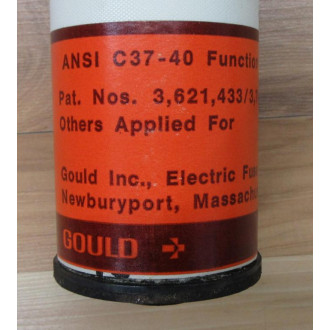 ANSI C37-40 Function
Pat. Nos. 3,621,433/3,
Others Applied For
Gould Inc., Electric Fus
Newburyport, Massach
GOULD